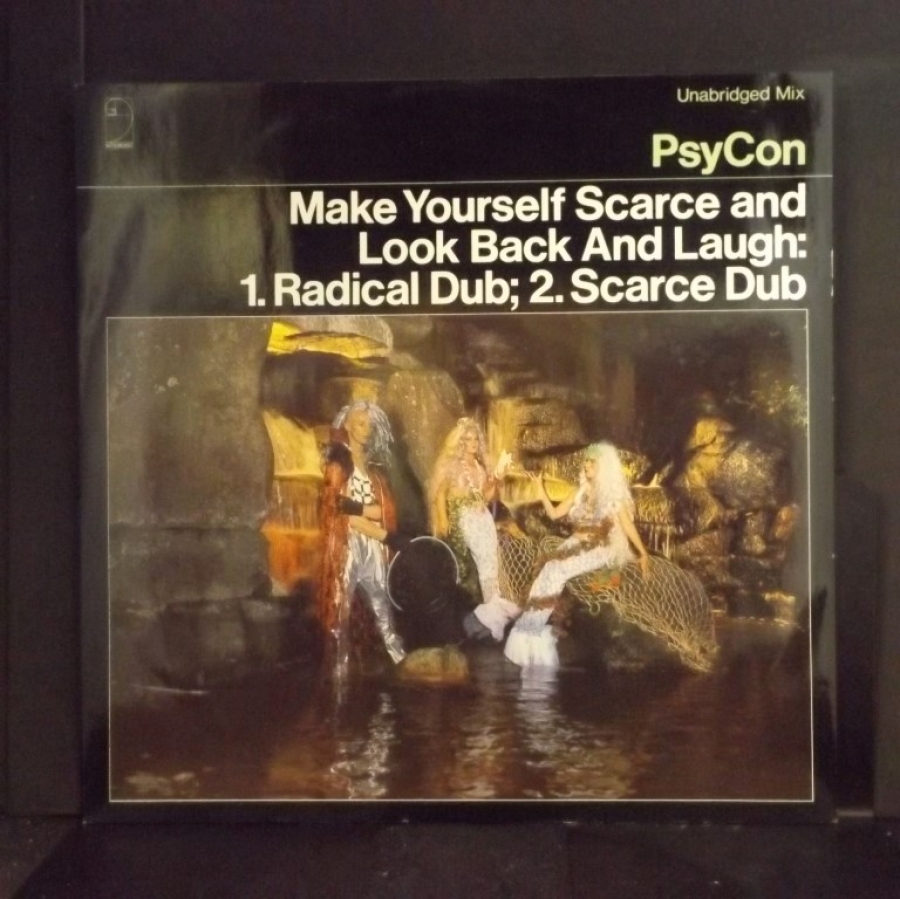 Unabridged Mix
PsyCon
Make Yourself Scarce and
Look Back And Laugh:
1. Radical Dub; 2. Scarce Dub